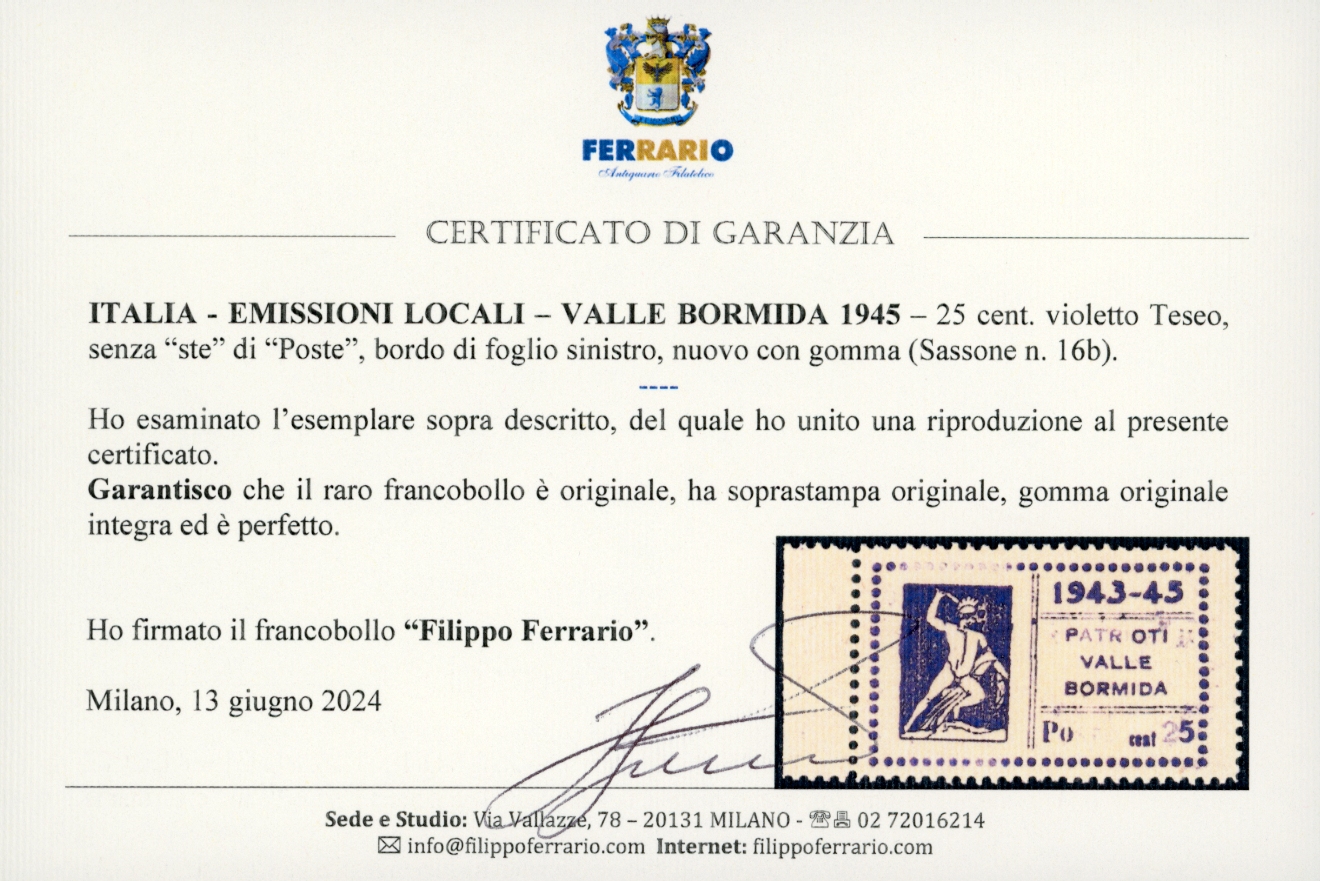 FERRARIO
Antiquario Filatelico
CERTIFICATO DI GARANZIA
ITALIA - EMISSIONI LOCALI – VALLE BORMIDA 1945 – 25 cent. violetto Teseo,
senza “ste” di “Poste”, bordo di foglio sinistro, nuovo con gomma (Sassone n. 16b).
----
Ho esaminato l’esemplare sopra descritto, del quale ho unito una riproduzione al presente
certificato.
Garantisco che il raro francobollo è originale, ha soprastampa originale, gomma originale
integra ed è perfetto.
Ho firmato il francobollo “Filippo Ferrario”.
Milano, 13 giugno 2024
1943-45
PATR OTI
VALLE
BORMIDA
Po cent 25
Sede e Studio: Via Vallazze, 78 – 20131 MILANO - 02 72016214
info@filippoferrario.com Internet: filippoferrario.com